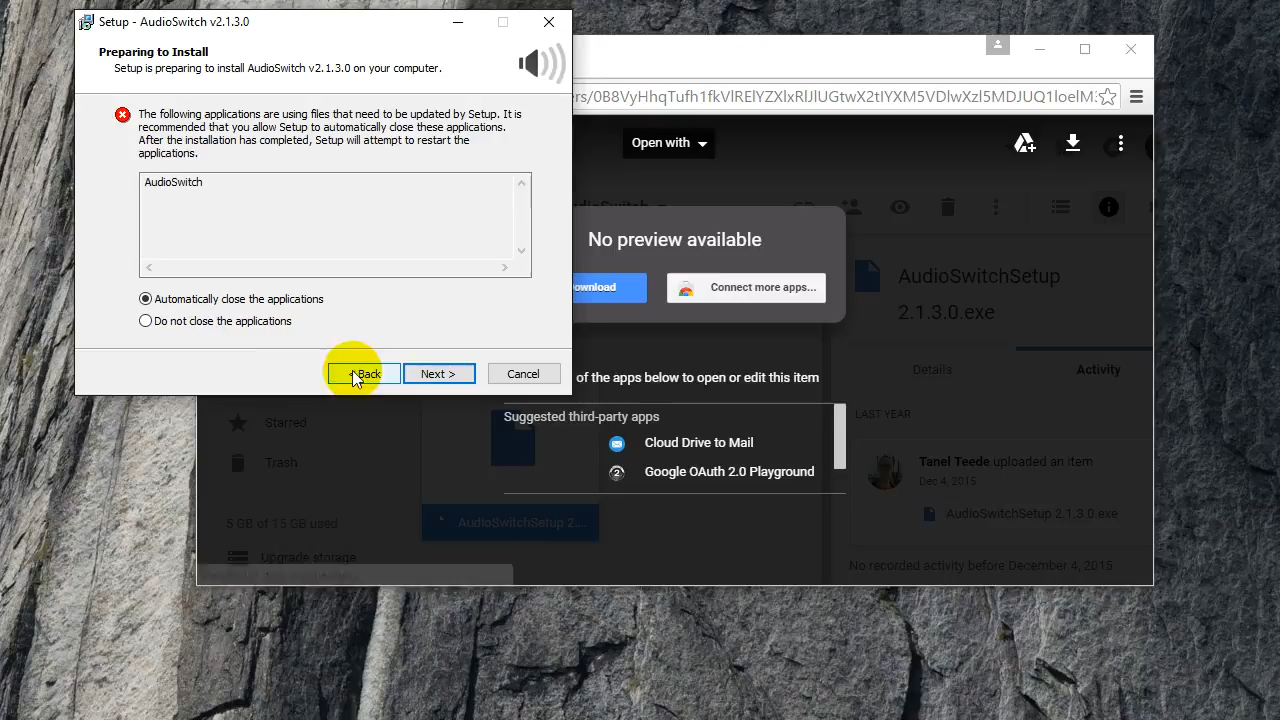 Setup - AudioSwitch v2.1.3.0
Preparing to Install
Setup is preparing to install AudioSwitch v2.1.3.0 on your computer.
The following applications are using files that need to be updated by Setup. It is
recommended that you allow Setup to automatically close these applications.
After the installation has completed, Setup will attempt to restart the
applications.
AudioSwitch
Automatically close the applications
Do not close the applications
< Back
Next >
Cancel
Open with
No preview available
Download
Connect more apps...
of the apps below to open or edit this item
Suggested third-party apps
Cloud Drive to Mail
Google OAuth 2.0 Playground
AudioSwitchSetup
2.1.3.0.exe
Details
Activity
LAST YEAR
Tanel Teede uploaded an item
Dec 4, 2015
AudioSwitchSetup 2.1.3.0.exe
No recorded activity before December 4, 2015
Starred
Trash
5 GB of 15 GB used
Upgrade storage
AudioSwitchSetup 2....